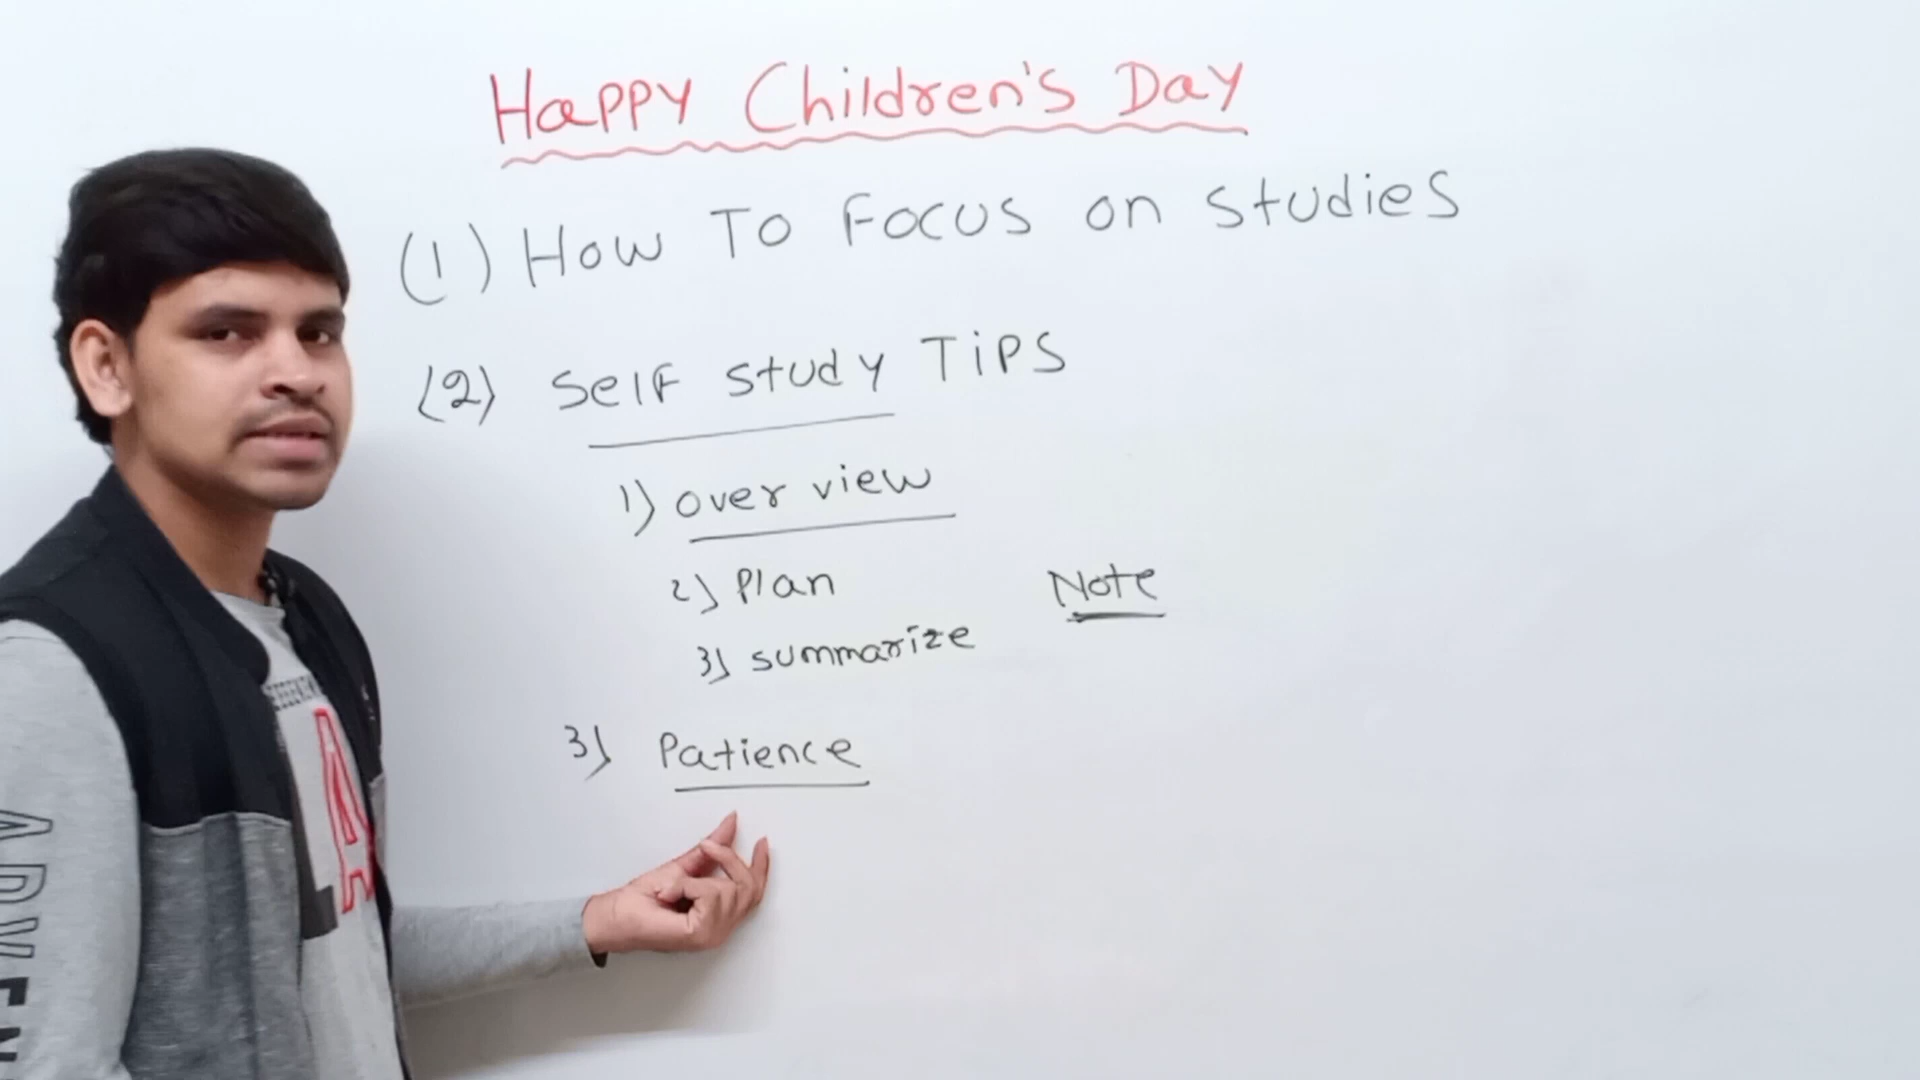 Happy Children's Day
(1) How To Focus on studies
(2) Self study Tips
1) over view
2) Plan
Note
3) summarize
3) Patience